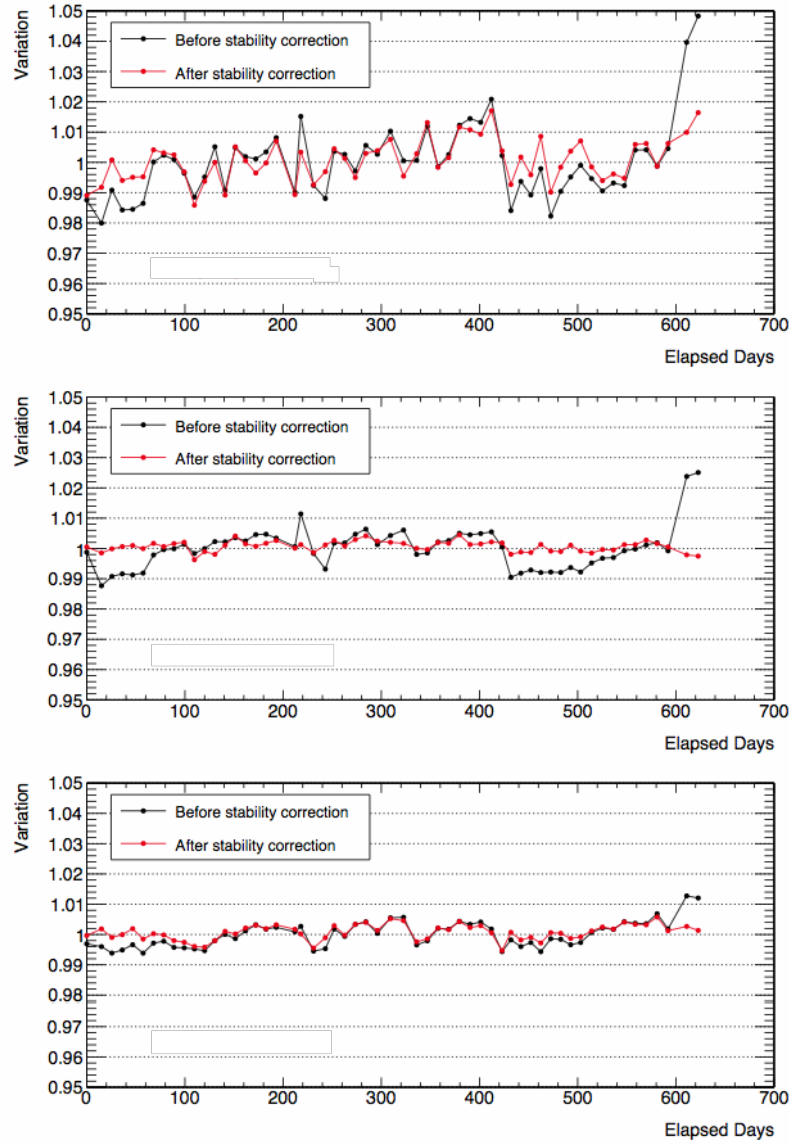 1.05
1.04
1.03
1.02
1.01
1
0.99
0.98
0.97
0.96
0.95
Variation
Before stability correction
After stability correction
0 100 200 300 400 500 600 700
Elapsed Days
1.05
1.04
1.03
1.02
1.01
1
0.99
0.98
0.97
0.96
0.95
Variation
Before stability correction
After stability correction
0 100 200 300 400 500 600 700
Elapsed Days
1.05
1.04
1.03
1.02
1.01
1
0.99
0.98
0.97
0.96
0.95
Variation
Before stability correction
After stability correction
0 100 200 300 400 500 600 700
Elapsed Days